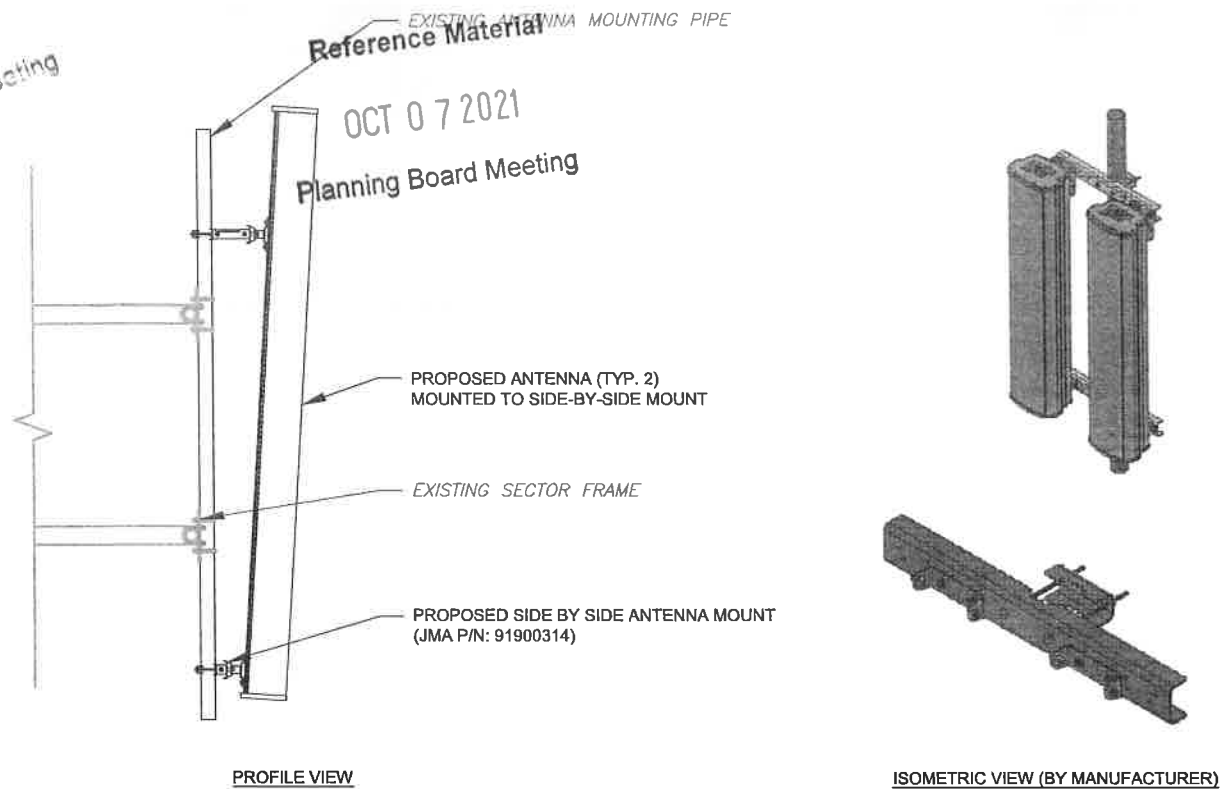 EXISTING ANTENNA MOUNTING PIPE
Reference Material
OCT 07 2021
Planning Board Meeting
PROPOSED ANTENNA (TYP. 2)
MOUNTED TO SIDE-BY-SIDE MOUNT
EXISTING SECTOR FRAME
PROPOSED SIDE BY SIDE ANTENNA MOUNT
(JMA P/N: 91900314)
PROFILE VIEW
ISOMETRIC VIEW (BY MANUFACTURER)